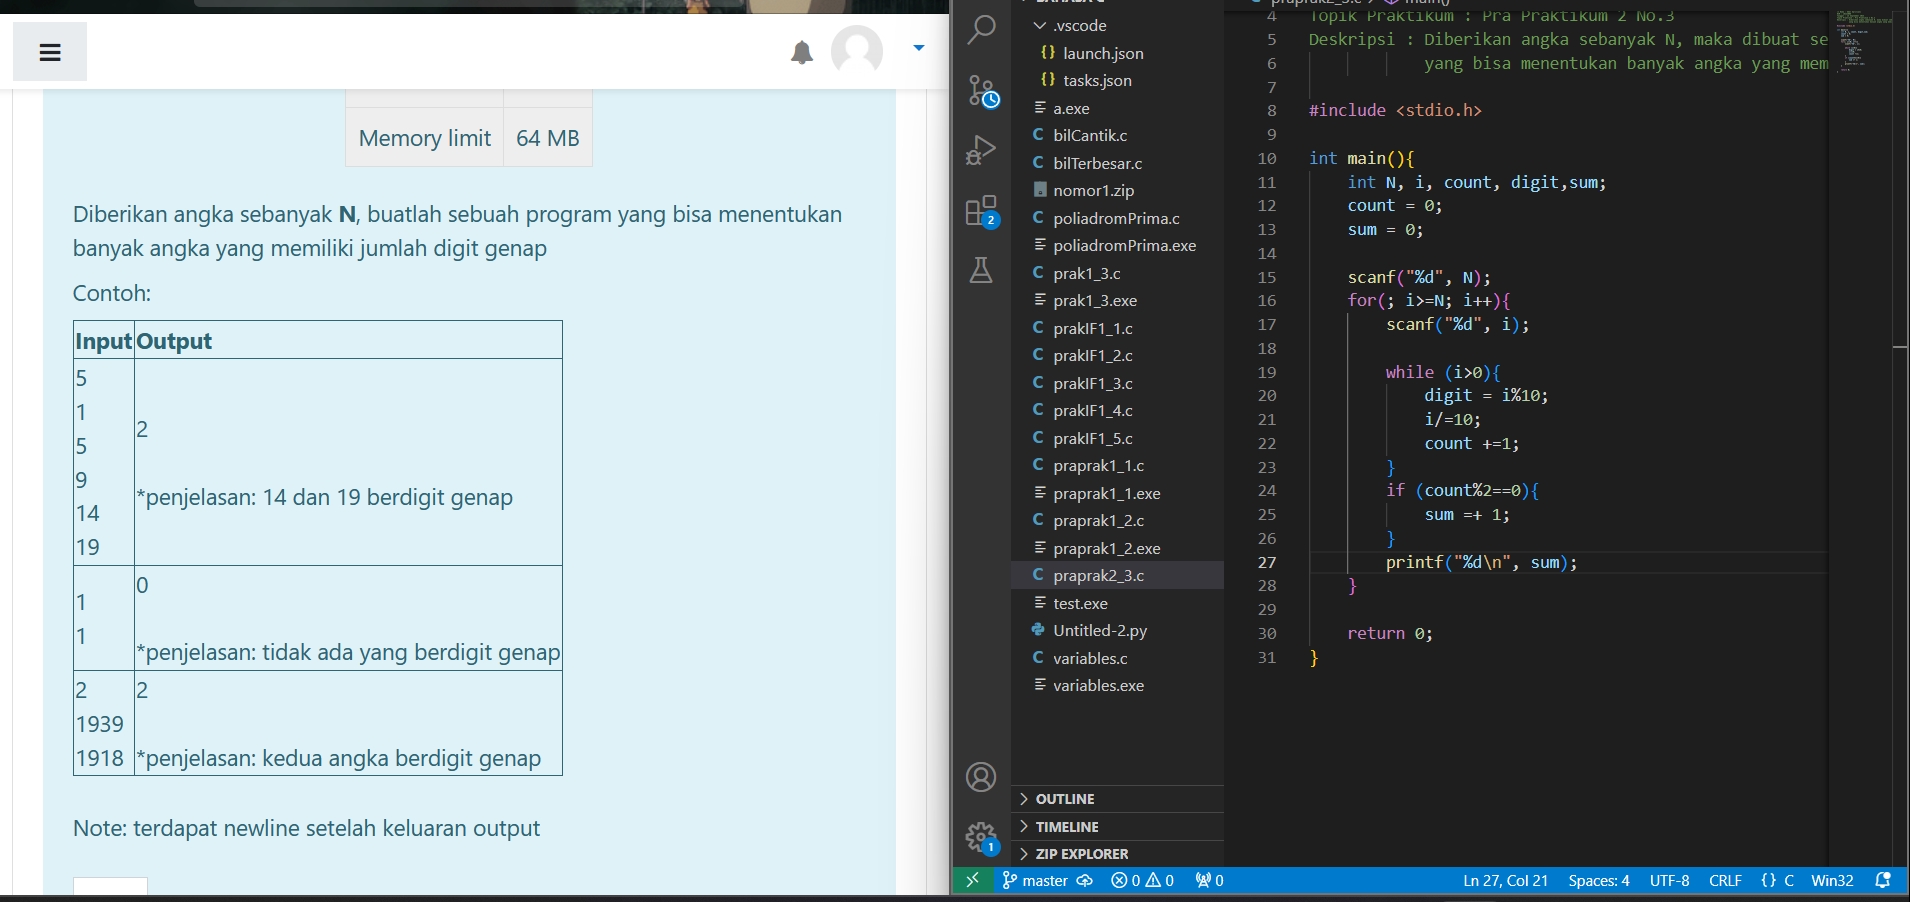 Memory limit 64 MB
Diberikan angka sebanyak N, buatlah sebuah program yang bisa menentukan
banyak angka yang memiliki jumlah digit genap
Contoh:
Input Output
5
1
5
9
14
19
2
*penjelasan: 14 dan 19 berdigit genap
1
1
0
*penjelasan: tidak ada yang berdigit genap
2
1939
1918
2
*penjelasan: kedua angka berdigit genap
Note: terdapat newline setelah keluaran output
2
1
.vscode
{} launch.json
{} tasks.json
a.exe
C bilCantik.c
C bilTerbesar.c
nomor1.zip
C poliadromPrima.c
poliadromPrima.exe
C prak1_3.c
prak1_3.exe
C prakIF1_1.c
C prakIF1_2.c
C prakIF1_3.c
C prakIF1_4.c
C prakIF1_5.c
C praprak1_1.c
praprak1_1.exe
C praprak1_2.c
praprak1_2.exe
C praprak2_3.c
test.exe
Untitled-2.py
C variables.c
variables.exe
OUTLINE
TIMELINE
ZIP EXPLORER
4 Topik Praktikum : Pra Praktikum 2 No.3
5 Deskripsi : Diberikan angka sebanyak N, maka dibuat se
6 yang bisa menentukan banyak angka yang mem
7
8 #include <stdio.h>
9
10 int main(){
11 int N, i, count, digit,sum;
12 count = 0;
13 sum = 0;
14
15 scanf("%d", N);
16 for(; i>=N; i++){
17 scanf("%d", i);
18
19 while (i>0){
20 digit = i%10;
21 i/=10;
22 count +=1;
23 }
24 if (count%2==0){
25 sum =+ 1;
26 }
27 printf("%d\n", sum);
28 }
29
30 return 0;
31 }
master 0 0 0 Ln 27, Col 21 Spaces: 4 UTF-8 CRLF {} C Win32